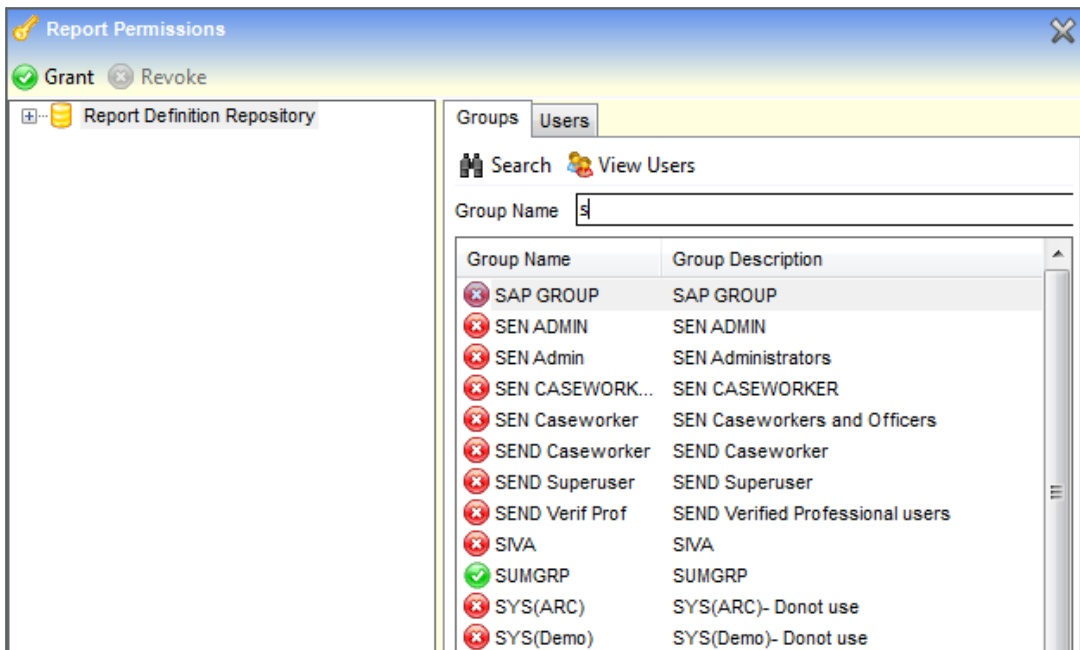 Report Permissions
Grant Revoke
Report Definition Repository
Groups Users
Search View Users
Group Name s
Group Name Group Description
SAP GROUP SAP GROUP
SEN ADMIN SEN ADMIN
SEN Admin SEN Administrators
SEN CASEWORK... SEN CASEWORKER
SEN Caseworker SEN Caseworkers and Officers
SEND Caseworker SEND Caseworker
SEND Superuser SEND Superuser
SEND Verif Prof SEND Verified Professional users
SIVA SIVA
SUMGRP SUMGRP
SYS(ARC) SYS(ARC)- Donot use
SYS(Demo) SYS(Demo)- Donot use